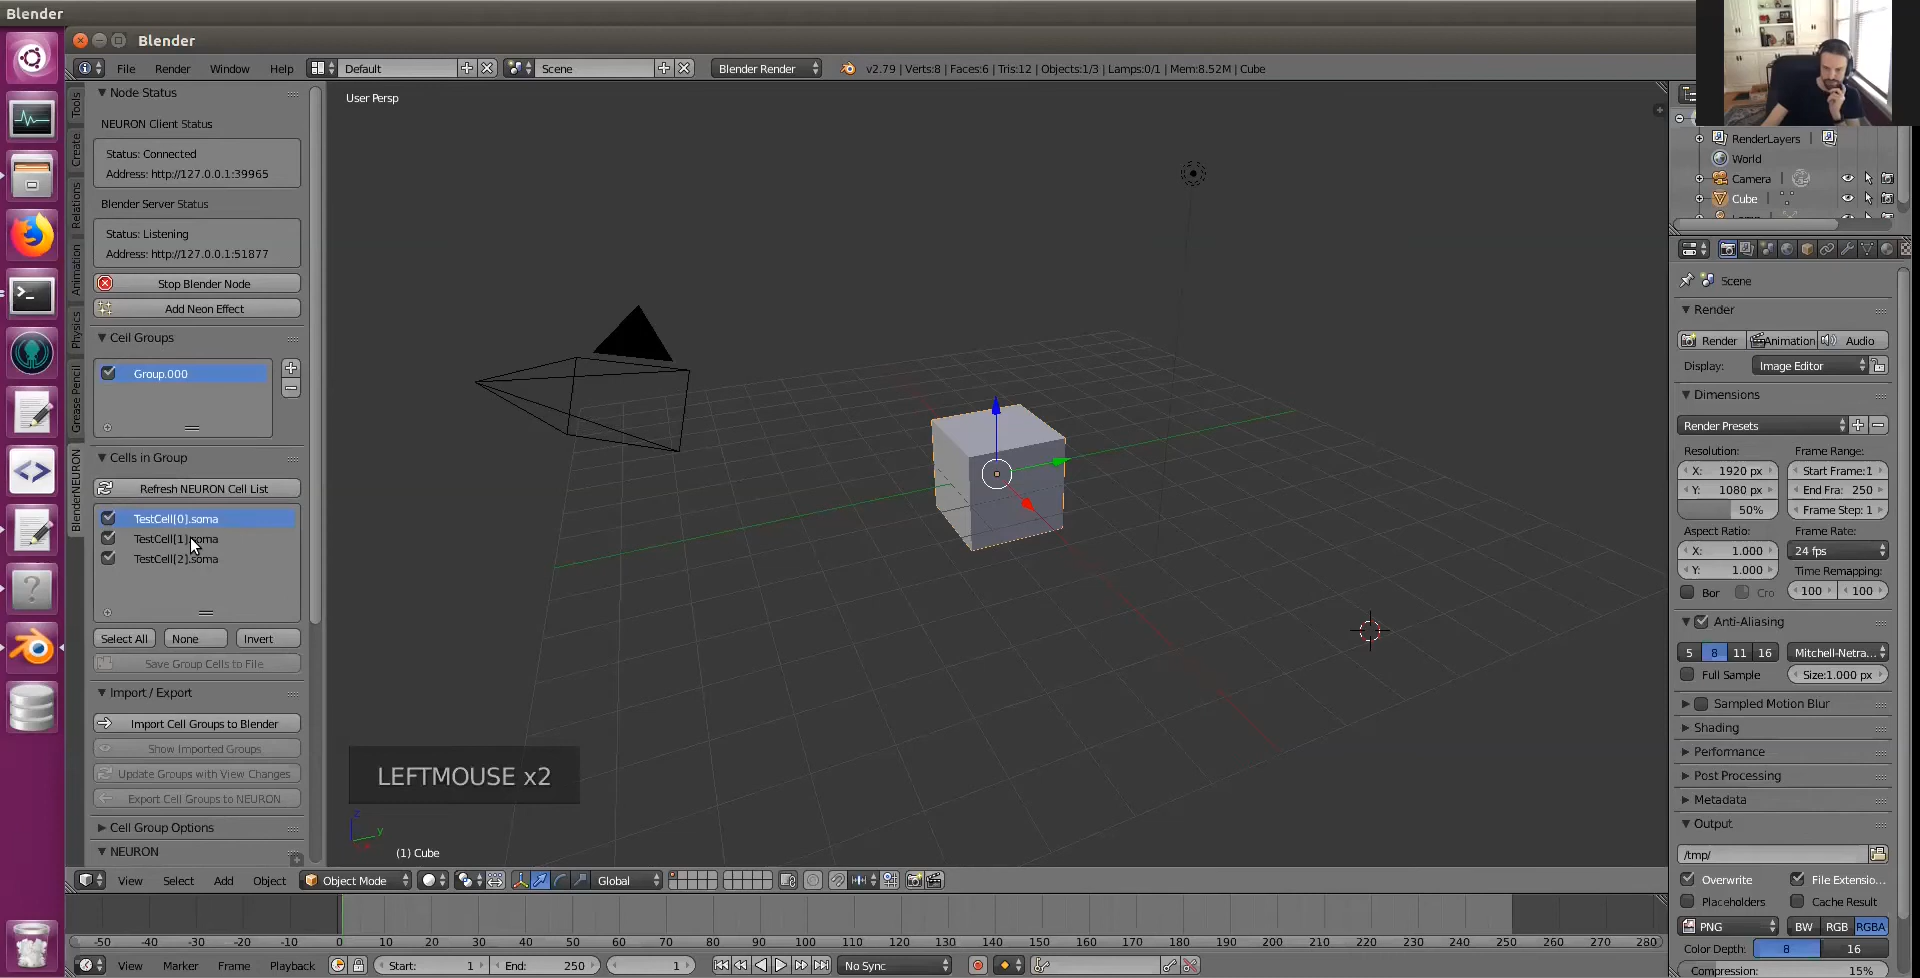 Blender
Blender
File Render Window Help Default Scene Blender Render v2.79 | Verts:8 | Faces:6 | Tris:12 | Objects:1/3 | Lamps:0/1 | Mem:8.52M | Cube
Tools
Create
Relations
Animation
Physics
Grease Pencil
BlenderNEURON
Node Status
NEURON Client Status
Status: Connected
Address: http://127.0.0.1:39965
Blender Server Status
Status: Listening
Address: http://127.0.0.1:51877
Stop Blender Node
Add Neon Effect
Cell Groups
Group.000
Cells in Group
Refresh NEURON Cell List
TestCell[0].soma
TestCell[1].soma
TestCell[2].soma
Select All None Invert
Save Group Cells to File
Import / Export
Import Cell Groups to Blender
Show Imported Groups
Update Groups with View Changes
Export Cell Groups to NEURON
Cell Group Options
NEURON
User Persp
LEFTMOUSE x2
z
y
(1) Cube
View Select Add Object Object Mode Global
-50 -40 -30 -20 -10 0 10 20 30 40 50 60 70 80 90 100 110 120 130 140 150 160 170 180 190 200 210 220 230 240 250 260 270 280
View Marker Frame Playback Start: 1 End: 250 1 No Sync
RenderLayers
World
Camera
Cube
Scene
Render
Render Animation Audio
Display: Image Editor
Dimensions
Render Presets
Resolution: Frame Range:
X: 1920 px Start Frame:1
Y: 1080 px End Fra: 250
50% Frame Step: 1
Aspect Ratio: Frame Rate:
X: 1.000 24 fps
Y: 1.000 Time Remapping:
Bor Cro 100 100
Anti-Aliasing
5 8 11 16 Mitchell-Netra...
Full Sample Size:1.000 px
Sampled Motion Blur
Shading
Performance
Post Processing
Metadata
Output
/tmp/
Overwrite File Extensio...
Placeholders Cache Result
PNG BW RGB RGBA
Color Depth: 8 16
Compression: 15%